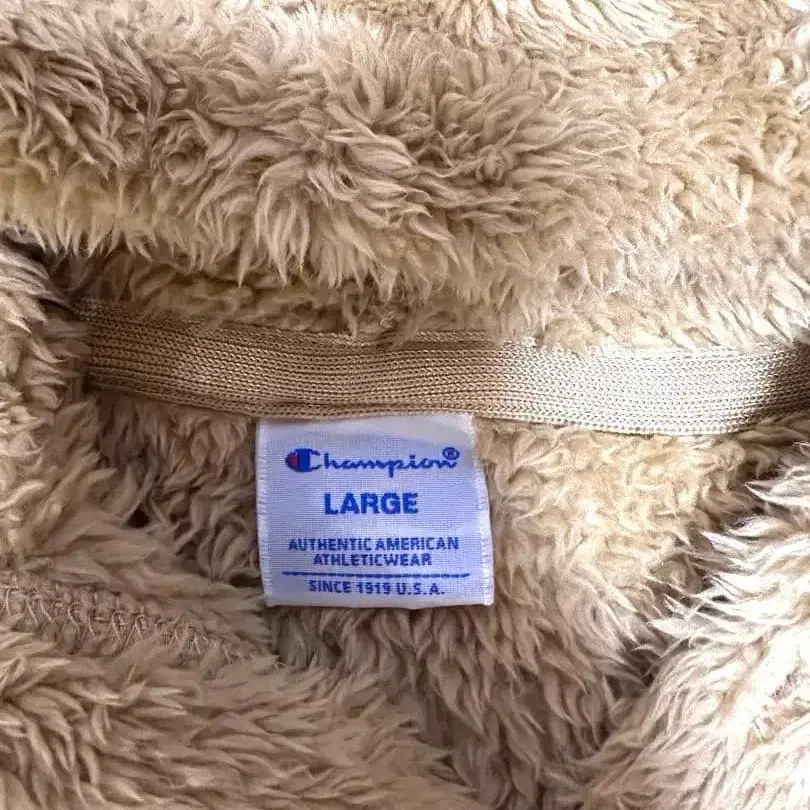 Champion®
LARGE
AUTHENTIC AMERICAN
ATHLETICWEAR
SINCE 1919 U.S.A.